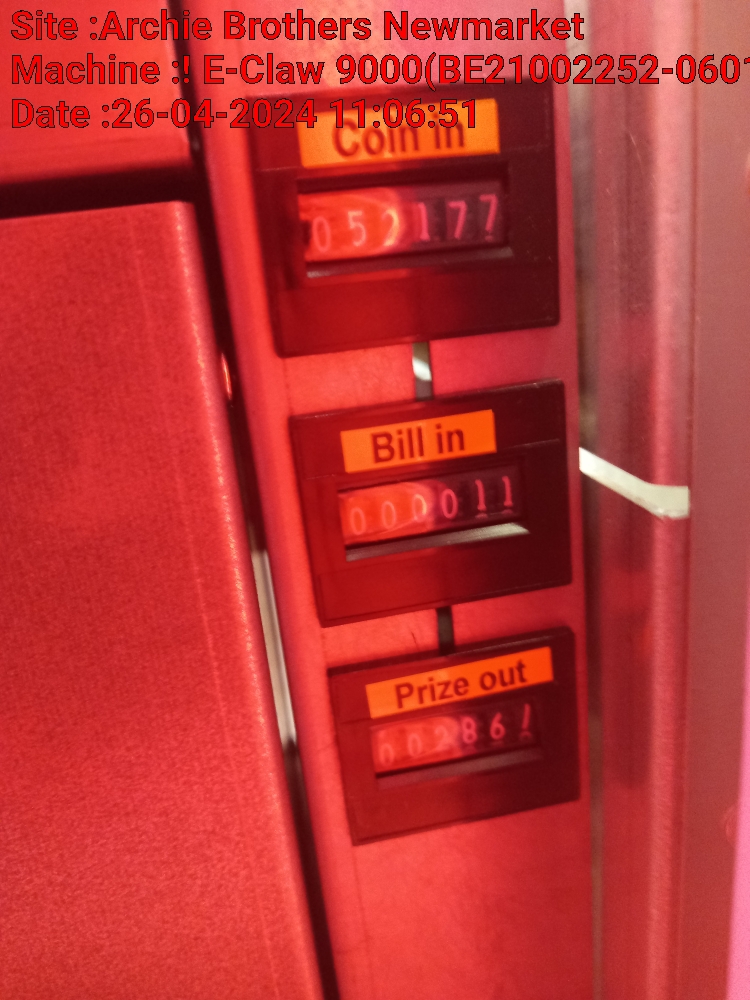 Site :Archie Brothers Newmarket
Machine :! E-Claw 9000(BE21002252-0601
Date :26-04-2024 11:06:51
Coin in
052177
Bill in
000011
Prize out
002861